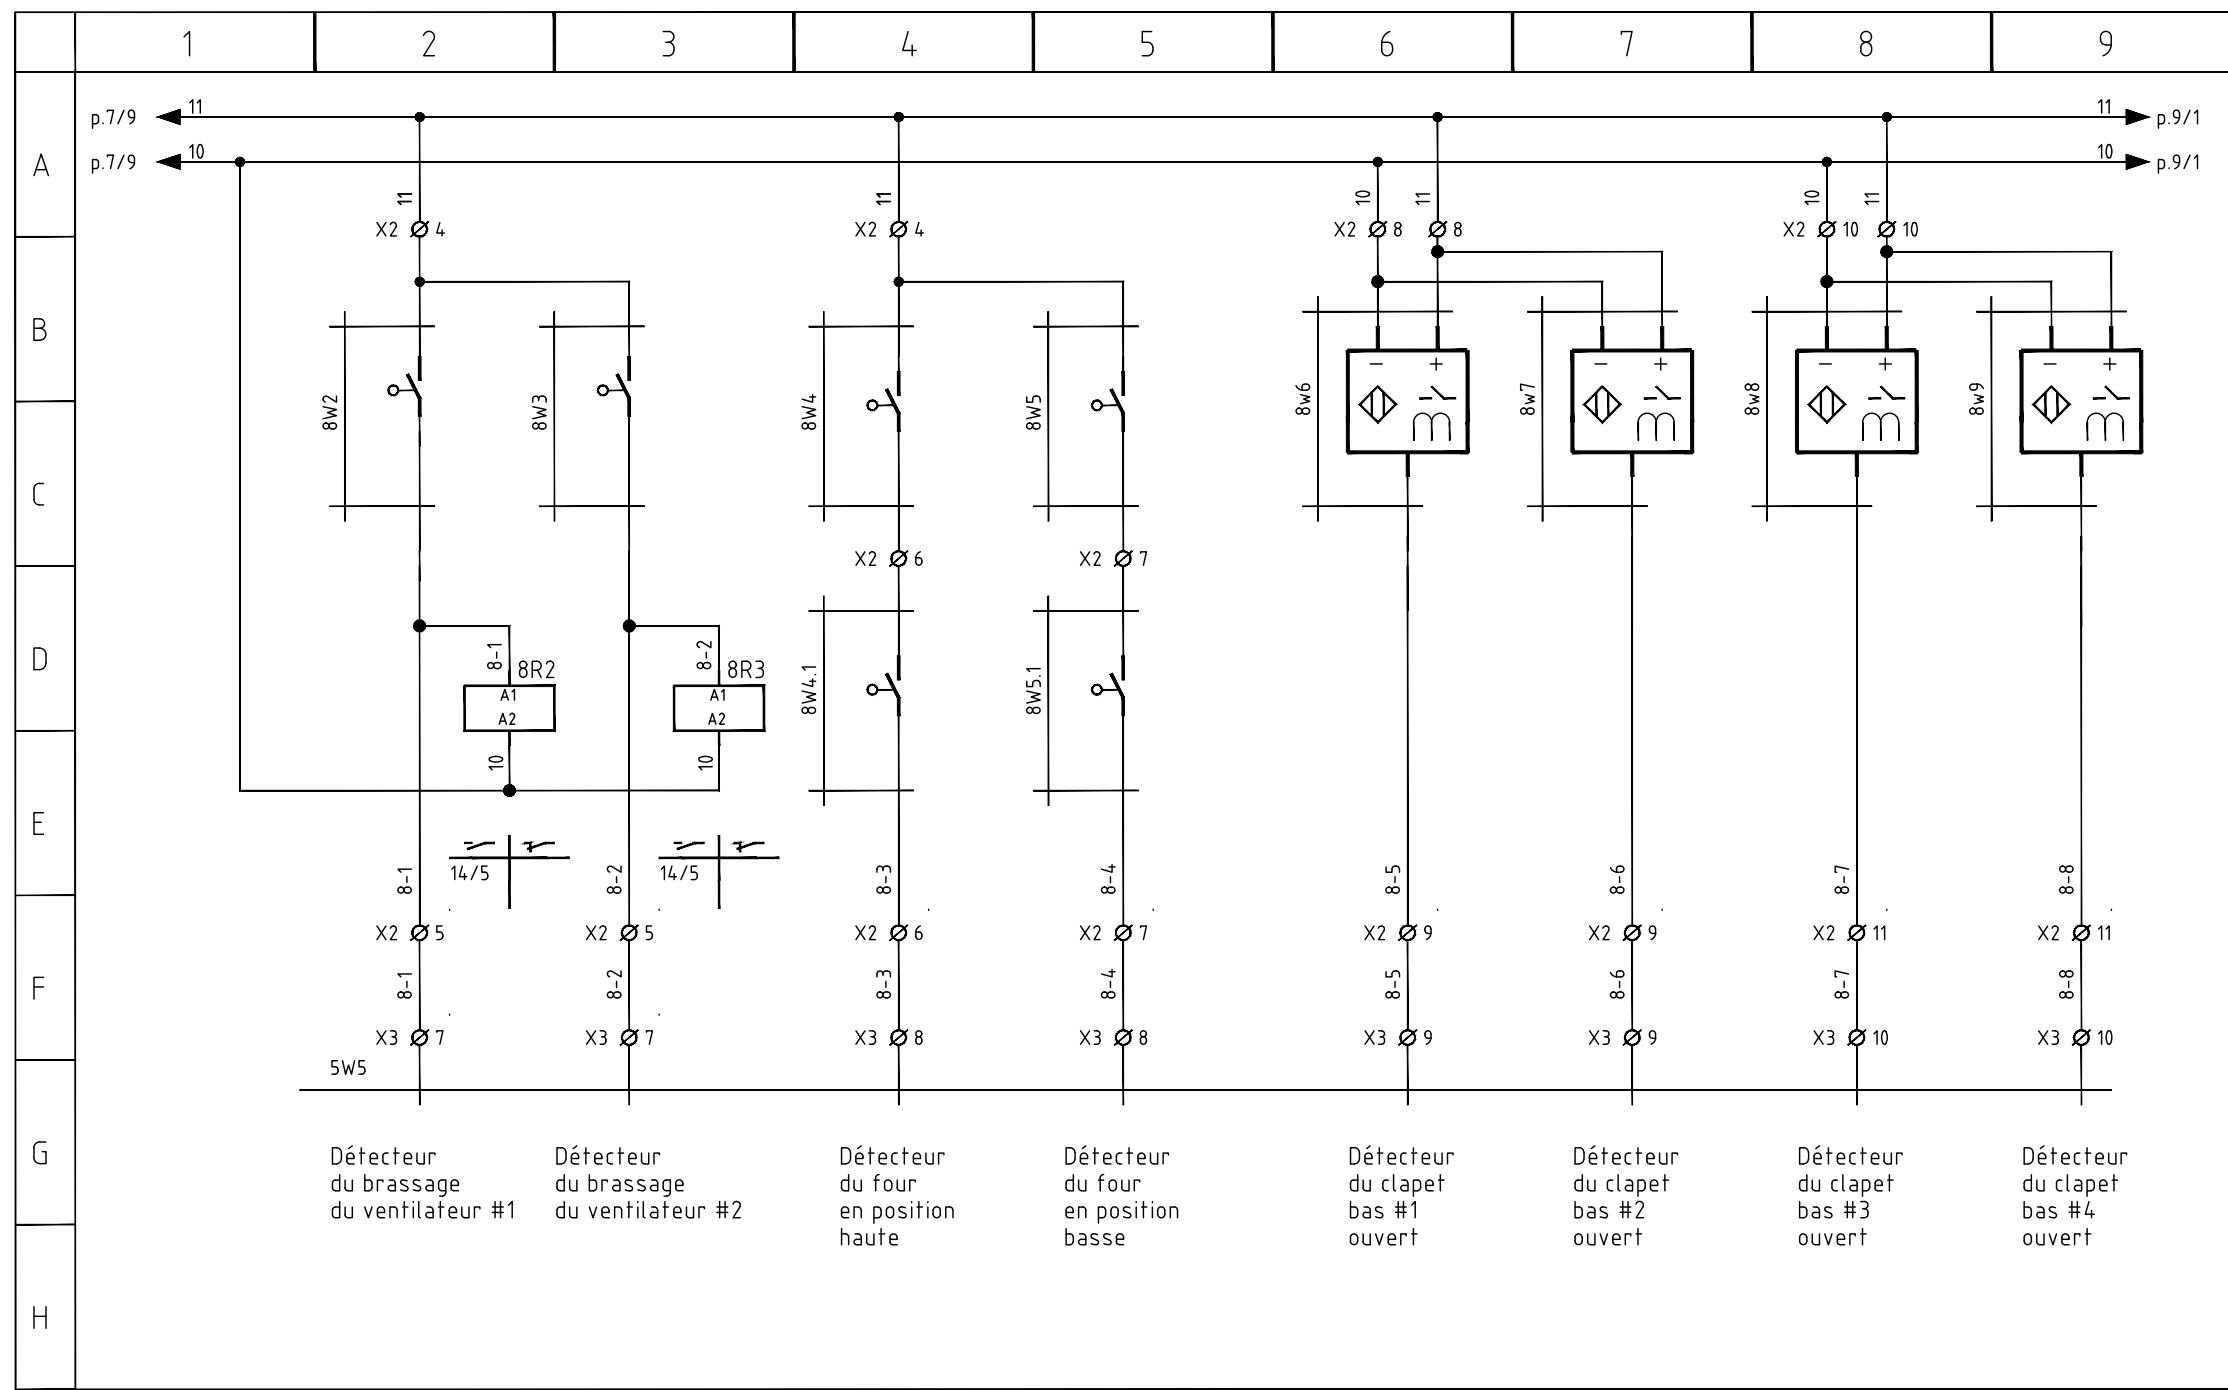 1 2 3 4 5 6 7 8 9
A
B
C
D
E
F
G
H
p.7/9 11 11 p.9/1
p.7/9 10 10 p.9/1
11 11 10 11 10 11
X2 4 X2 4 X2 8 8 X2 10 10
- + - + - + - +
8W2 8W3 8W4 8W5 8w6 8w7 8w8 8w9
X2 6 X2 7
8-1 8-2
8R2 8R3
A1 A1
A2 A2
8W4.1 8W5.1
10 10
14/5 14/5
8-1 8-2 8-3 8-4 8-5 8-6 8-7 8-8
X2 5 X2 5 X2 6 X2 7 X2 9 X2 9 X2 11 X2 11
8-1 8-2 8-3 8-4 8-5 8-6 8-7 8-8
X3 7 X3 7 X3 8 X3 8 X3 9 X3 9 X3 10 X3 10
5W5
Détecteur
du brassage
du ventilateur #1
Détecteur
du brassage
du ventilateur #2
Détecteur
du four
en position
haute
Détecteur
du four
en position
basse
Détecteur
du clapet
bas #1
ouvert
Détecteur
du clapet
bas #2
ouvert
Détecteur
du clapet
bas #3
ouvert
Détecteur
du clapet
bas #4
ouvert